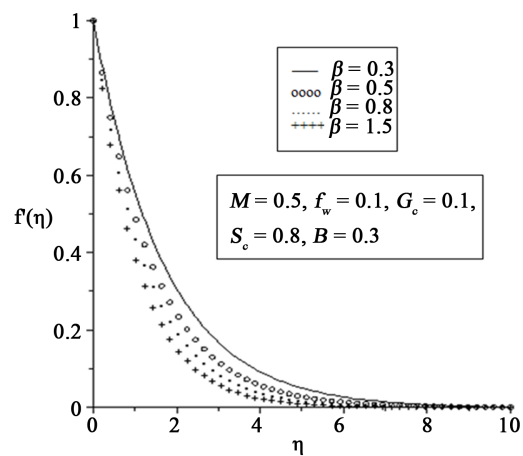 1
0.8
0.6
0.4
0.2
0
f'(η)
β = 0.3
oooo β = 0.5
...... β = 0.8
++++ β = 1.5
M = 0.5, f_w = 0.1, G_c = 0.1,
S_c = 0.8, B = 0.3
0 2 4 6 8 10
η